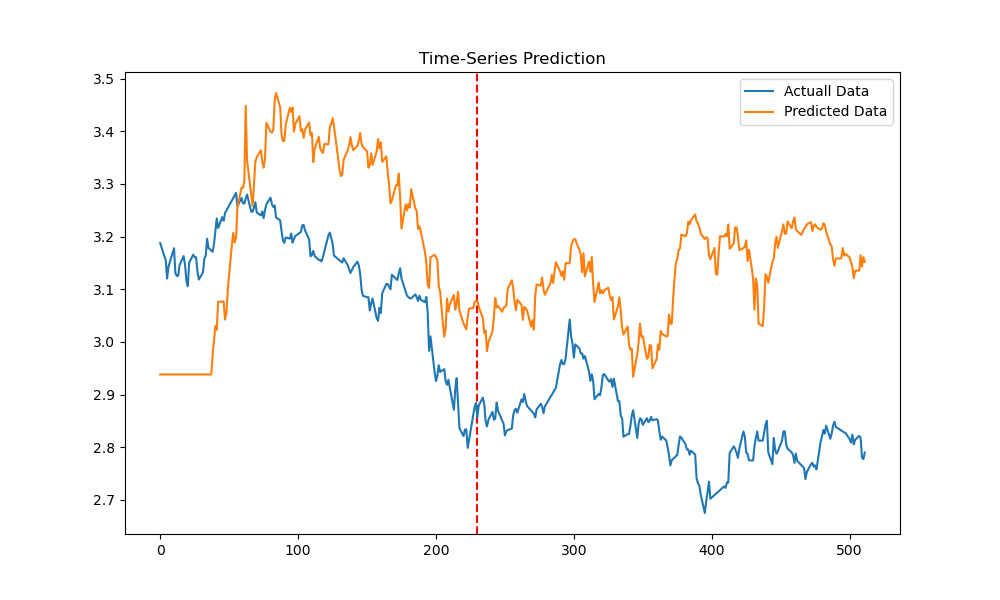 Time-Series Prediction
Actuall Data
Predicted Data
3.5
3.4
3.3
3.2
3.1
3.0
2.9
2.8
2.7
0 100 200 300 400 500